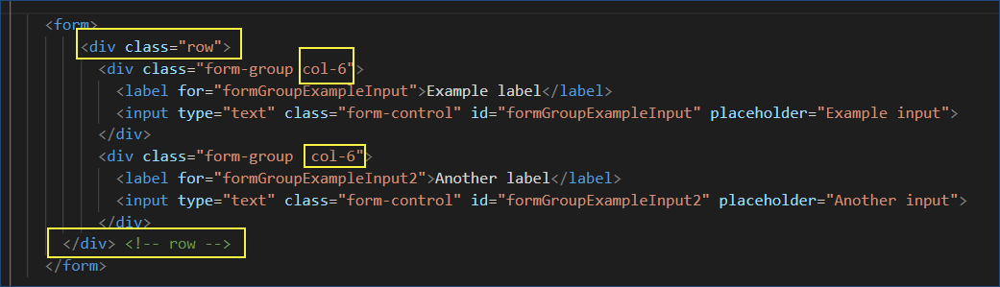 <form>
<div class="row">
<div class="form-group col-6">
<label for="formGroupExampleInput">Example label</label>
<input type="text" class="form-control" id="formGroupExampleInput" placeholder="Example input">
</div>
<div class="form-group  col-6">
<label for="formGroupExampleInput2">Another label</label>
<input type="text" class="form-control" id="formGroupExampleInput2" placeholder="Another input">
</div>
</div> <!-- row -->
</form>